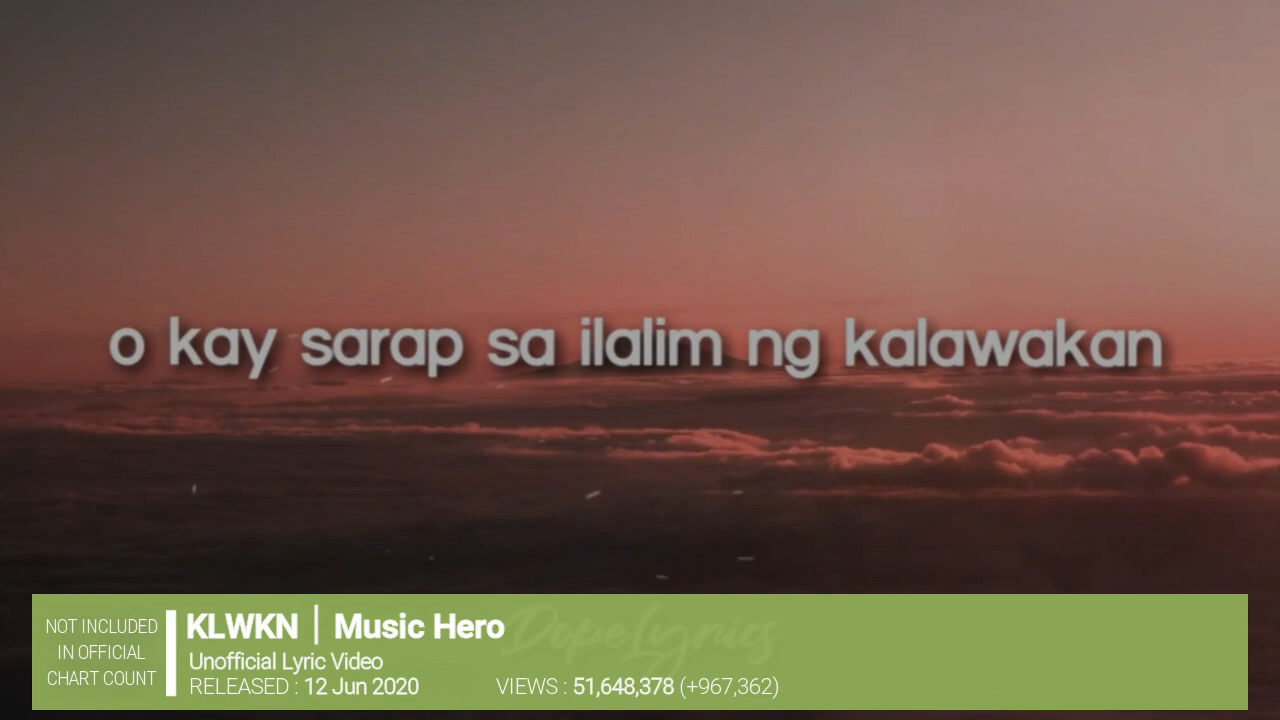 o kay sarap sa ilalim ng kalawakan
DopeLyrics
NOT INCLUDED
IN OFFICIAL
CHART COUNT
KLWKN | Music Hero
Unofficial Lyric Video
RELEASED : 12 Jun 2020 VIEWS : 51,648,378 (+967,362)